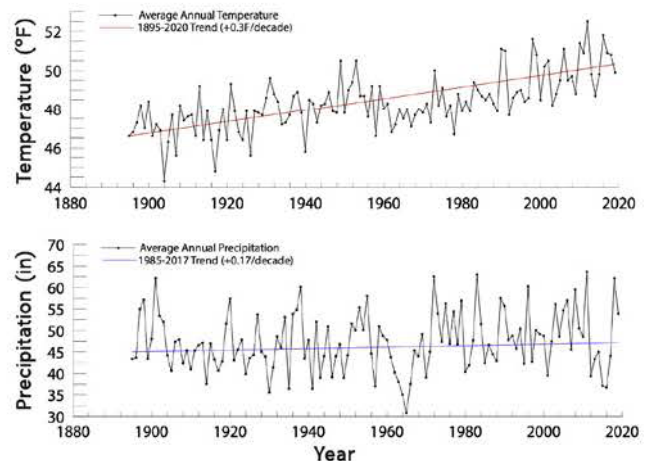 Temperature (°F)
52
50
48
46
44
Average Annual Temperature
1895-2020 Trend (+0.3F/decade)
1880 1900 1920 1940 1960 1980 2000 2020
Precipitation (in)
70
65
60
55
50
45
40
35
30
Average Annual Precipitation
1985-2017 Trend (+0.17/decade)
1880 1900 1920 1940 1960 1980 2000 2020
Year